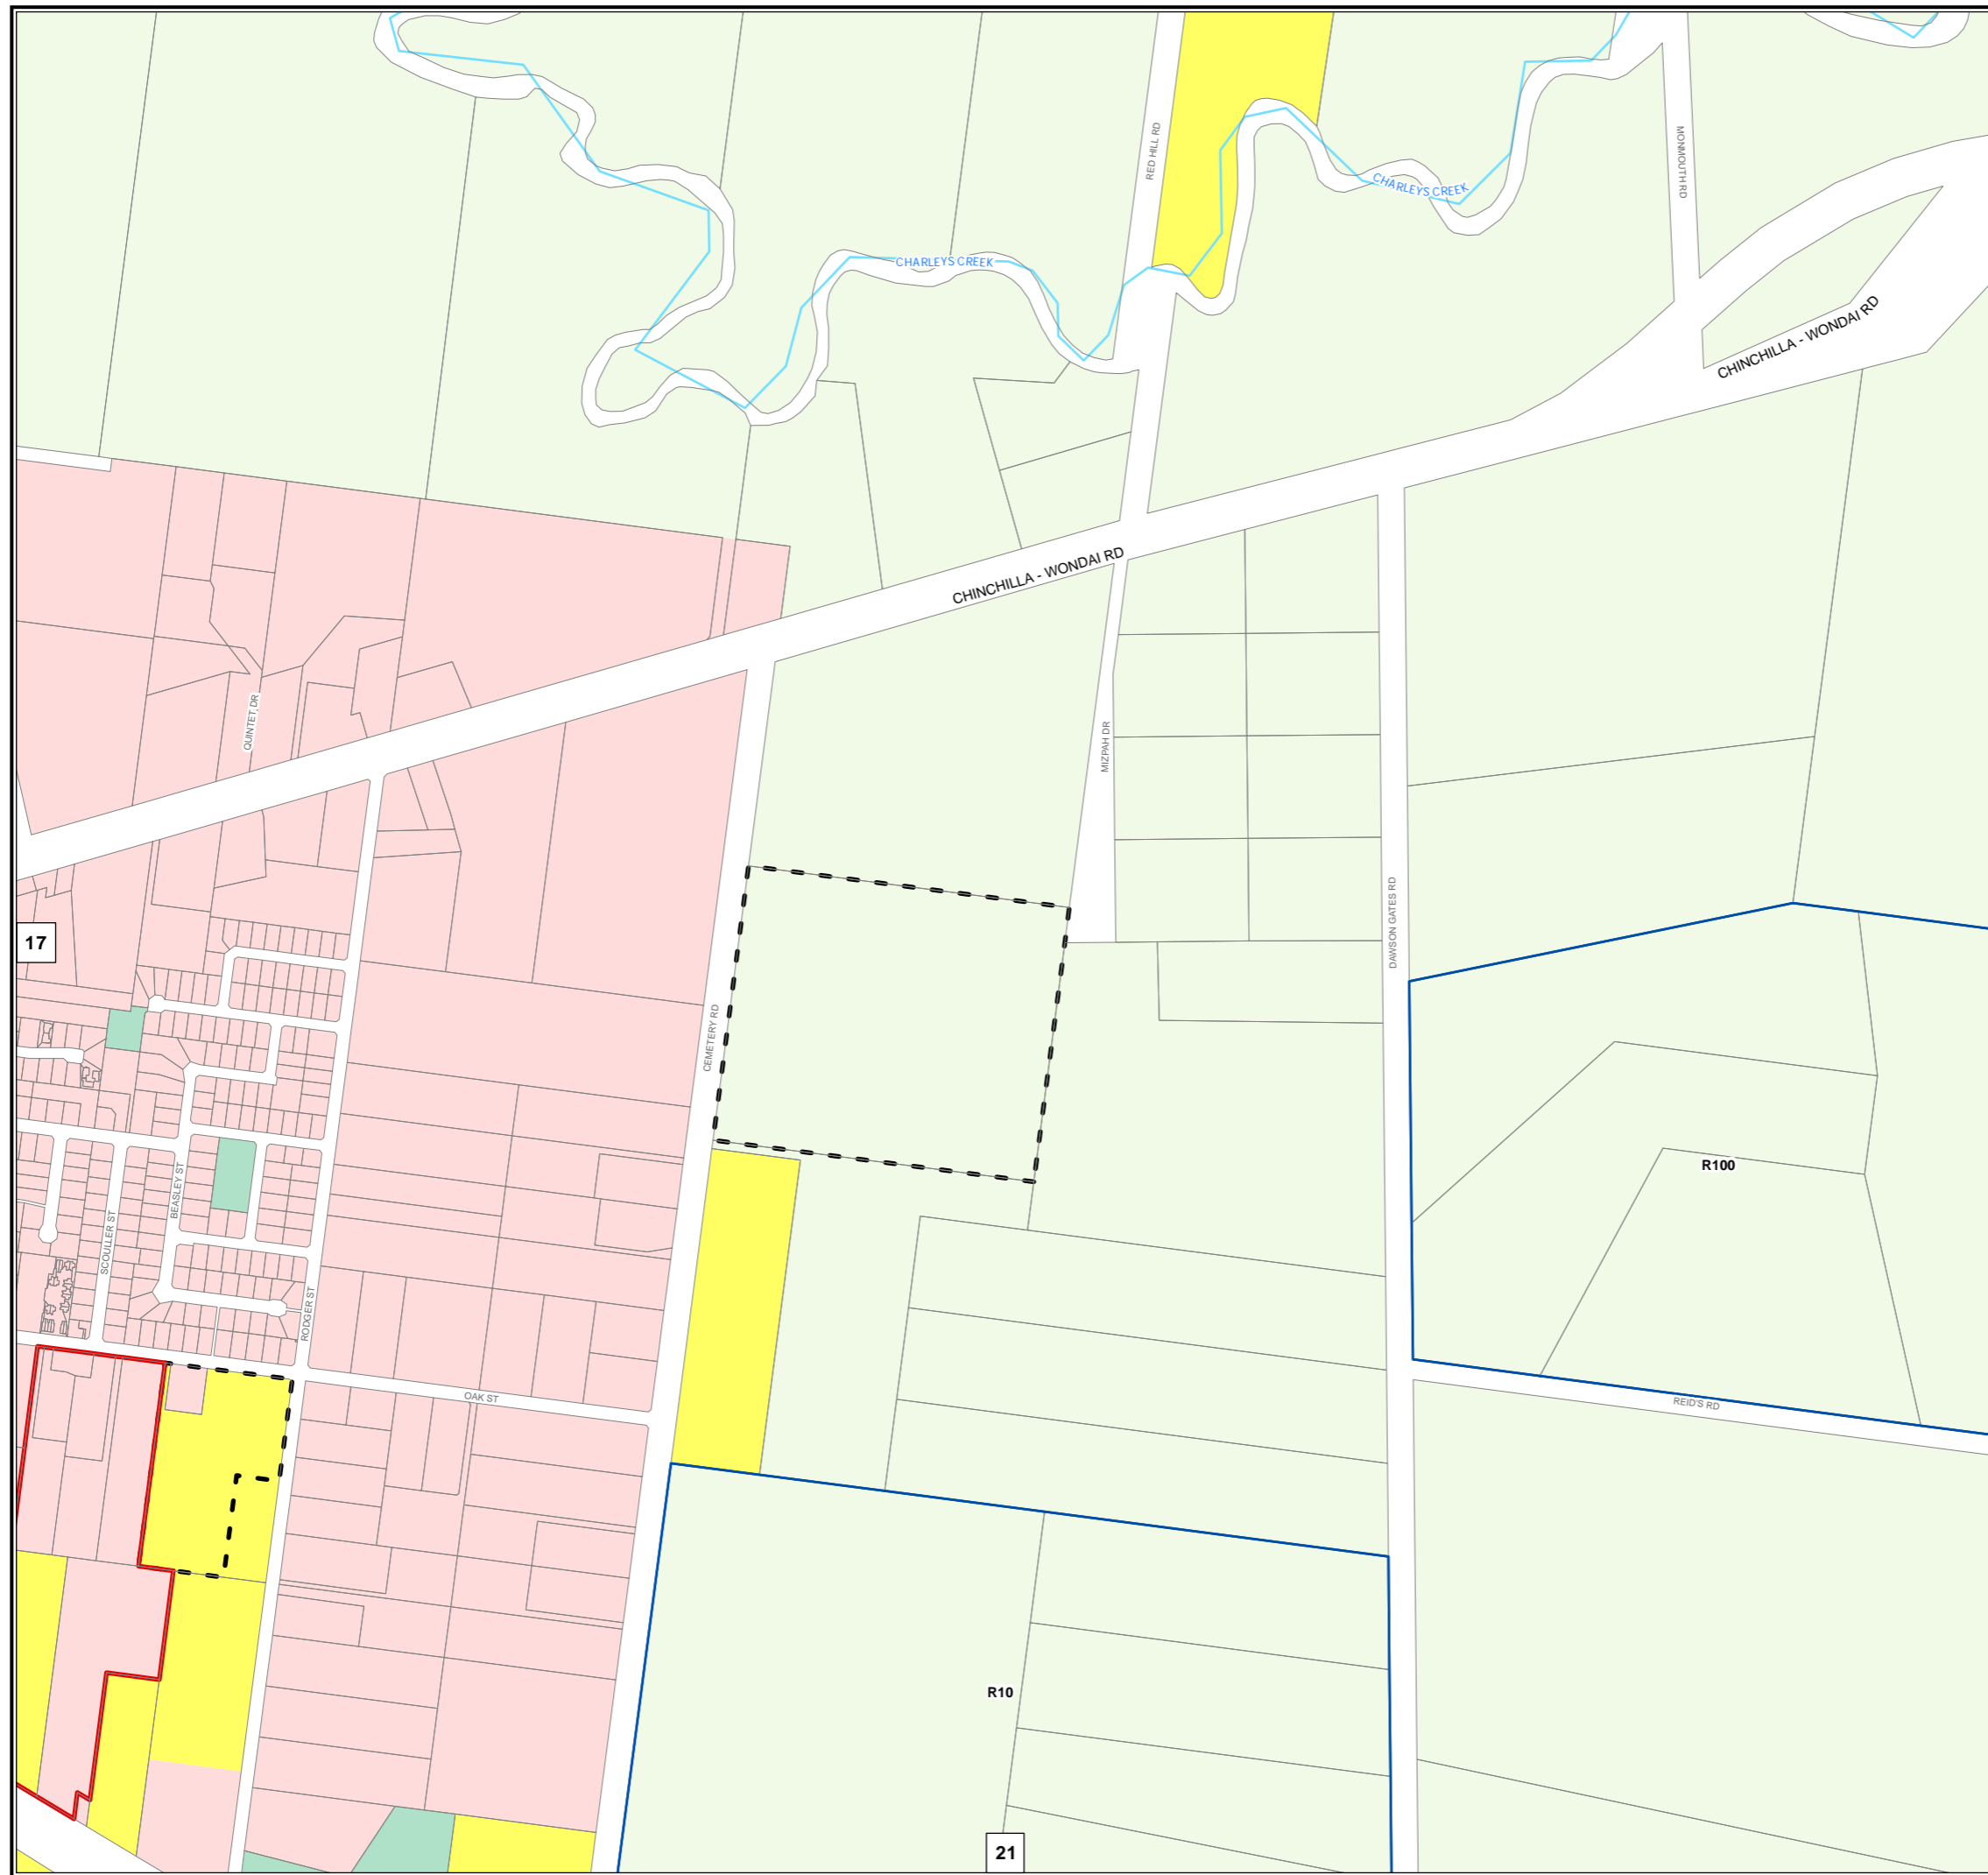 RED HILL RD
MONMOUTH RD
CHARLEYS CREEK
CHARLEYS CREEK
CHINCHILLA - WONDAI RD
CHINCHILLA - WONDAI RD
QUINTET DR
MIZPAH DR
DAWSON GATES RD
17
CEMETERY RD
R100
BEASLEY ST
SCOULLER ST
RODGER ST
OAK ST
REID'S RD
R10
21